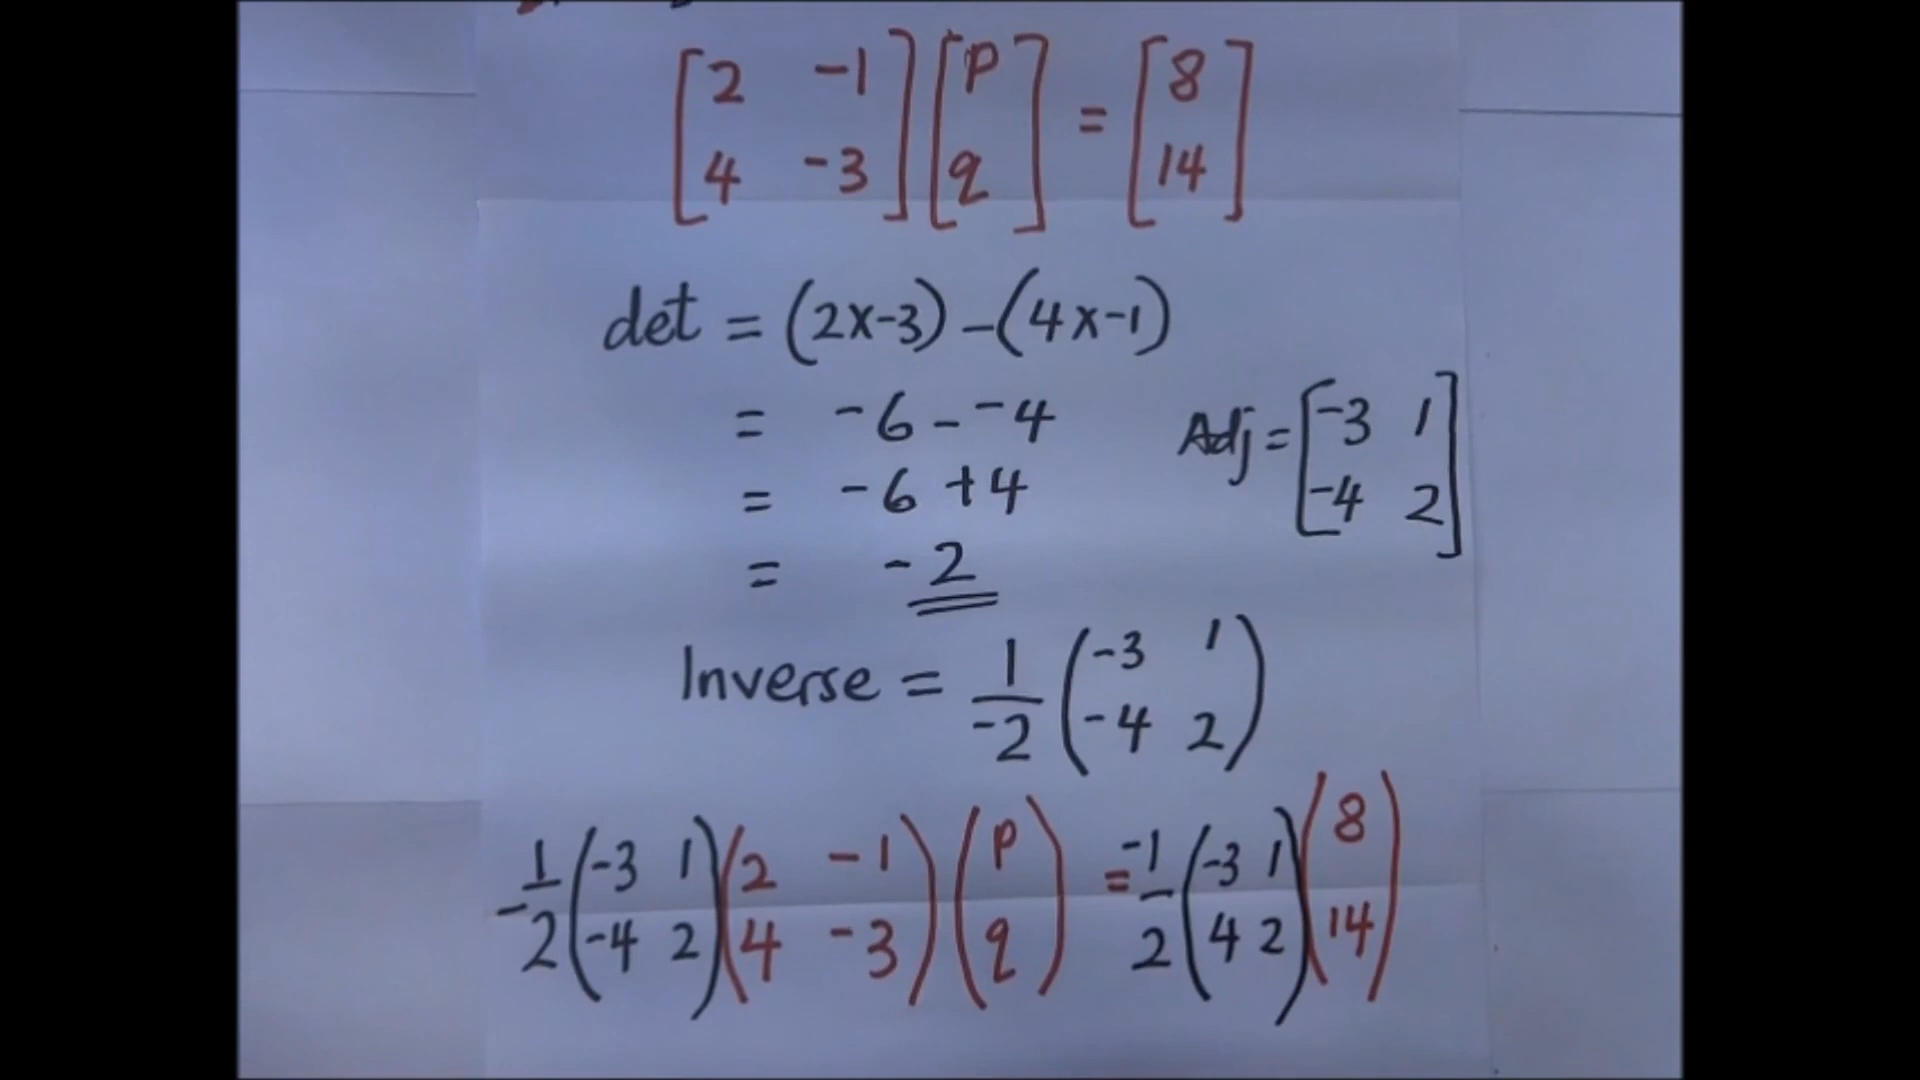 [2 -1; 4 -3] [p; q] = [8; 14]
det = (2x-3) - (4x-1)
= -6 - -4
Adj = [-3 1; -4 2]
= -6 + 4
= -2
Inverse = 1/-2 (-3 1; -4 2)
1/-2 (-3 1; -4 2) (2 -1; 4 -3) (p; q) = -1/2 (-3 1; 4 2) (8; 14)